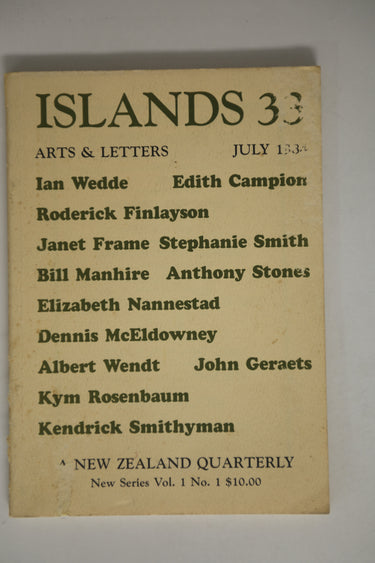 ISLANDS 33
ARTS & LETTERS JULY
Ian Wedde Edith Campion
Roderick Finlayson
Janet Frame Stephanie Smith
Bill Manhire Anthony Stones
Elizabeth Nannestad
Dennis McEldowney
Albert Wendt John Geraets
Kym Rosenbaum
Kendrick Smithyman
A NEW ZEALAND QUARTERLY
New Series Vol. 1 No. 1 $10.00